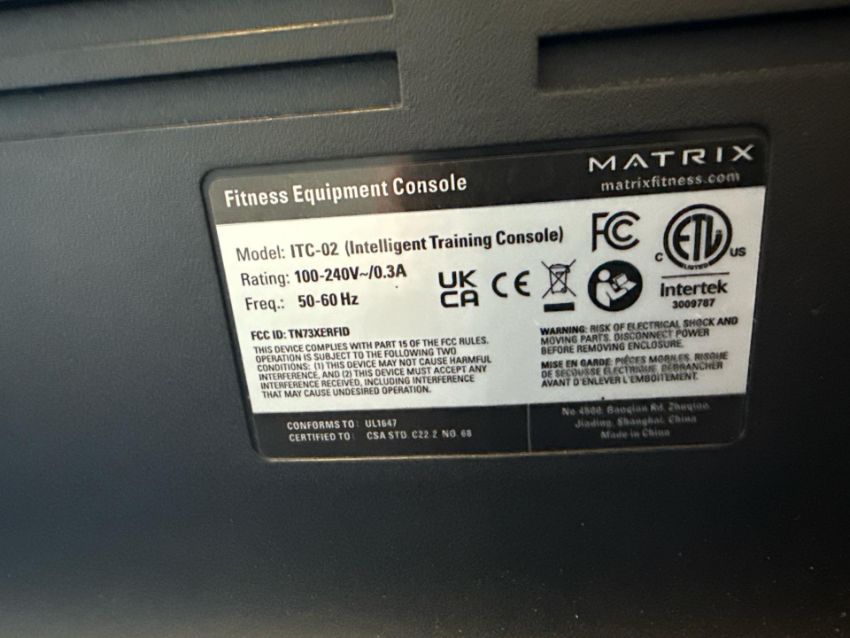 MATRIX
matrixfitness.com
Fitness Equipment Console
Model: ITC-02 (Intelligent Training Console)
Rating: 100-240V~/0.3A
Freq.: 50-60 Hz
UK
CA
CE
FC
ETL
LISTED
C
US
Intertek
3009787
FCC ID: TN73XERFID
THIS DEVICE COMPLIES WITH PART 15 OF THE FCC RULES.
OPERATION IS SUBJECT TO THE FOLLOWING TWO
CONDITIONS: (1) THIS DEVICE MAY NOT CAUSE HARMFUL
INTERFERENCE, AND (2) THIS DEVICE MUST ACCEPT ANY
INTERFERENCE RECEIVED, INCLUDING INTERFERENCE
THAT MAY CAUSE UNDESIRED OPERATION.
WARNING: RISK OF ELECTRICAL SHOCK AND
MOVING PARTS. DISCONNECT POWER
BEFORE REMOVING ENCLOSURE.
MISE EN GARDE: PIÈCES MOBILES. RISQUE
DE SECOUSSE ÉLECTRIQUE. DÉBRANCHER
AVANT D'ENLEVER L'EMBOÎTEMENT.
CONFORMS TO: UL1647
CERTIFIED TO: CSA STD. C22.2 NO. 68
No. Baoqian Rd. Zhuqiao,
Jiading, Shanghai, China
Made in China